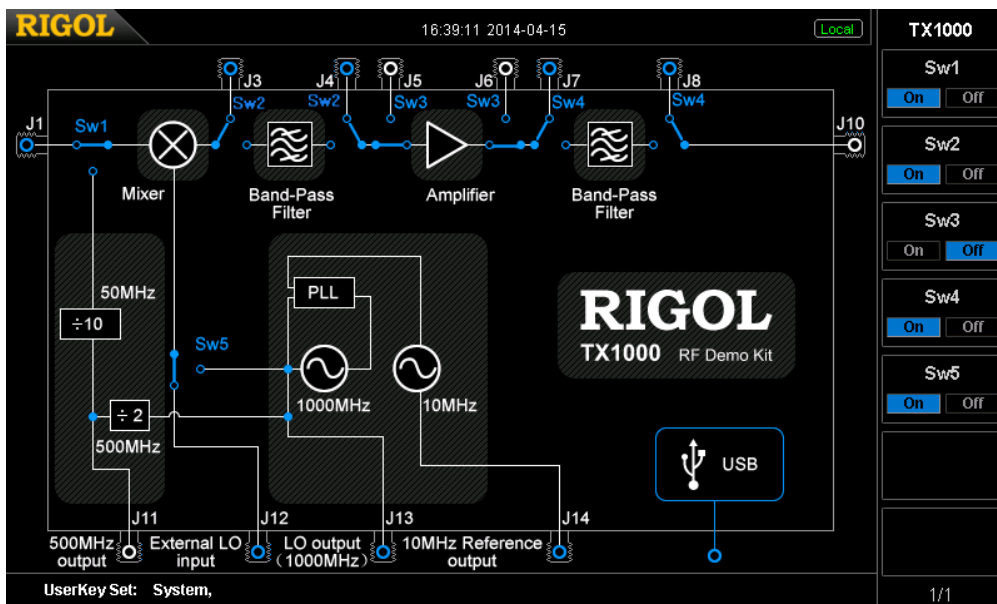 RIGOL
16:39:11 2014-04-15
Local
TX1000
J3
J4
J5
J6
J7
J8
Sw2
Sw2
Sw3
Sw3
Sw4
Sw4
J1
Sw1
J10
Mixer
Band-Pass
Filter
Amplifier
Band-Pass
Filter
50MHz
÷10
Sw5
÷ 2
500MHz
PLL
1000MHz
10MHz
RIGOL
TX1000 RF Demo Kit
USB
J11
J12
J13
J14
500MHz
output
External LO
input
LO output
(1000MHz)
10MHz Reference
output
Sw1
On Off
Sw2
On Off
Sw3
On Off
Sw4
On Off
Sw5
On Off
UserKey Set: System,
1/1